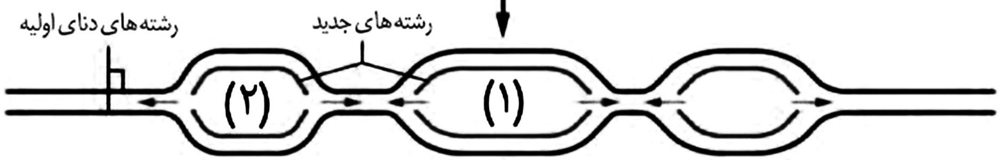 رشته‌های جدید
رشته‌های دنای اولیه
(۱)
(۲)